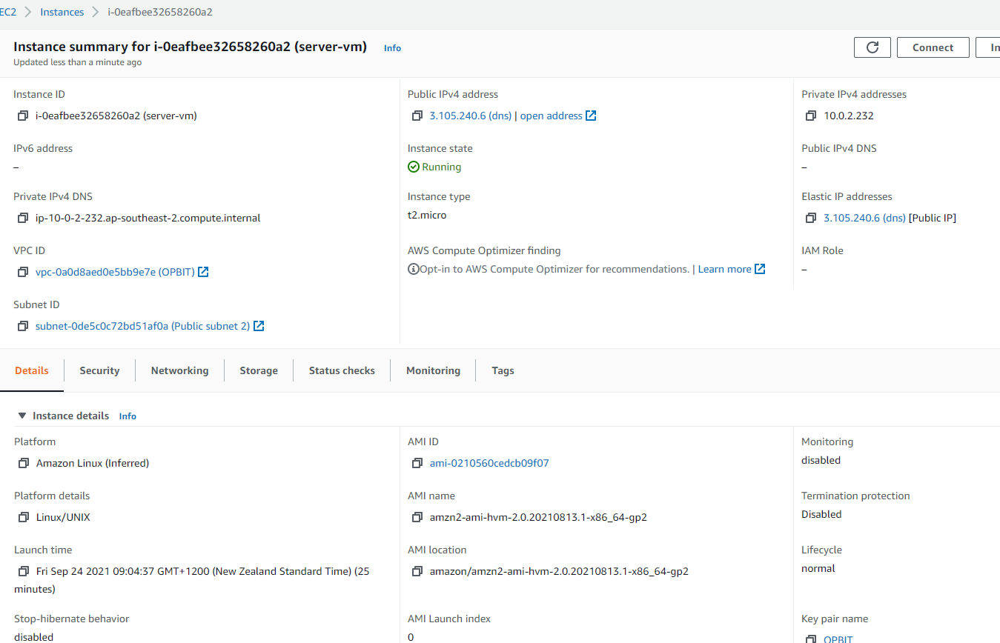 EC2 Instances i-0eafbee32658260a2
Instance summary for i-0eafbee32658260a2 (server-vm) Info
Updated less than a minute ago
Connect
Instance ID
i-0eafbee32658260a2 (server-vm)
Public IPv4 address
3.105.240.6 (dns) | open address
Private IPv4 addresses
10.0.2.232
IPv6 address
–
Instance state
Running
Public IPv4 DNS
–
Private IPv4 DNS
ip-10-0-2-232.ap-southeast-2.compute.internal
Instance type
t2.micro
Elastic IP addresses
3.105.240.6 (dns) [Public IP]
VPC ID
vpc-0a0d8aed0e5bb9e7e (OPBIT)
AWS Compute Optimizer finding
Opt-in to AWS Compute Optimizer for recommendations. | Learn more
IAM Role
–
Subnet ID
subnet-0de5c0c72bd51af0a (Public subnet 2)
Details Security Networking Storage Status checks Monitoring Tags
Instance details Info
Platform
Amazon Linux (Inferred)
AMI ID
ami-0210560cedcb09f07
Monitoring
disabled
Platform details
Linux/UNIX
AMI name
amzn2-ami-hvm-2.0.20210813.1-x86_64-gp2
Termination protection
Disabled
Launch time
Fri Sep 24 2021 09:04:37 GMT+1200 (New Zealand Standard Time) (25
minutes)
AMI location
amazon/amzn2-ami-hvm-2.0.20210813.1-x86_64-gp2
Lifecycle
normal
Stop-hibernate behavior
disabled
AMI Launch index
0
Key pair name
OPBIT